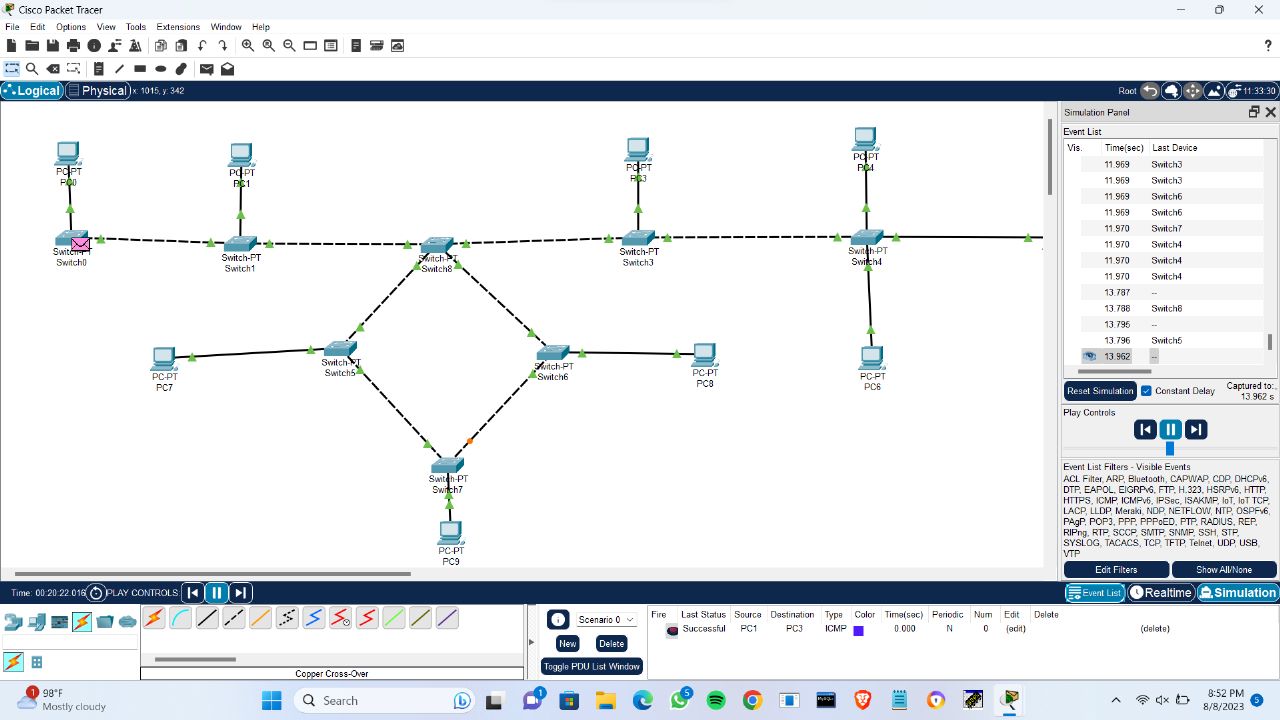 Cisco Packet Tracer
File Edit Options View Tools Extensions Window Help
Logical Physical x: 1015, y: 342 Root 11:33:30
PC-PT
PC0
PC-PT
PC1
PC-PT
PC3
PC-PT
PC4
Switch-PT
Switch0
Switch-PT
Switch1
Switch-PT
Switch8
Switch-PT
Switch3
Switch-PT
Switch4
PC-PT
PC7
Switch-PT
Switch5
Switch-PT
Switch6
PC-PT
PC8
PC-PT
PC6
Switch-PT
Switch7
PC-PT
PC9
Simulation Panel
Event List
Vis. Time(sec) Last Device
11.969 Switch3
11.969 Switch3
11.969 Switch6
11.969 Switch6
11.970 Switch7
11.970 Switch4
11.970 Switch4
11.970 Switch4
13.787 --
13.788 Switch8
13.795 --
13.796 Switch5
13.962 --
Reset Simulation Constant Delay Captured to:
13.962 s
Play Controls
Event List Filters - Visible Events
ACL Filter, ARP, Bluetooth, CAPWAP, CDP, DHCPv6,
DTP, EAPOL, EIGRPv6, FTP, H.323, HSRPv6, HTTP,
HTTPS, ICMP, ICMPv6, IPSec, ISAKMP, IoT, IoT TCP,
LACP, LLDP, Meraki, NDP, NETFLOW, NTP, OSPFv6,
PAgP, POP3, PPP, PPPoED, PTP, RADIUS, REP,
RIPng, RTP, SCCP, SMTP, SNMP, SSH, STP,
SYSLOG, TACACS, TCP, TFTP, Telnet, UDP, USB,
VTP
Edit Filters Show All/None
Time: 00:20:22.016 PLAY CONTROLS: Event List Realtime Simulation
Scenario 0
New Delete
Toggle PDU List Window
Fire Last Status Source Destination Type Color Time(sec) Periodic Num Edit Delete
Successful PC1 PC3 ICMP 0.000 N 0 (edit) (delete)
Copper Cross-Over
1 98°F
Mostly cloudy
Search
1
5
8:52 PM
8/8/2023
5